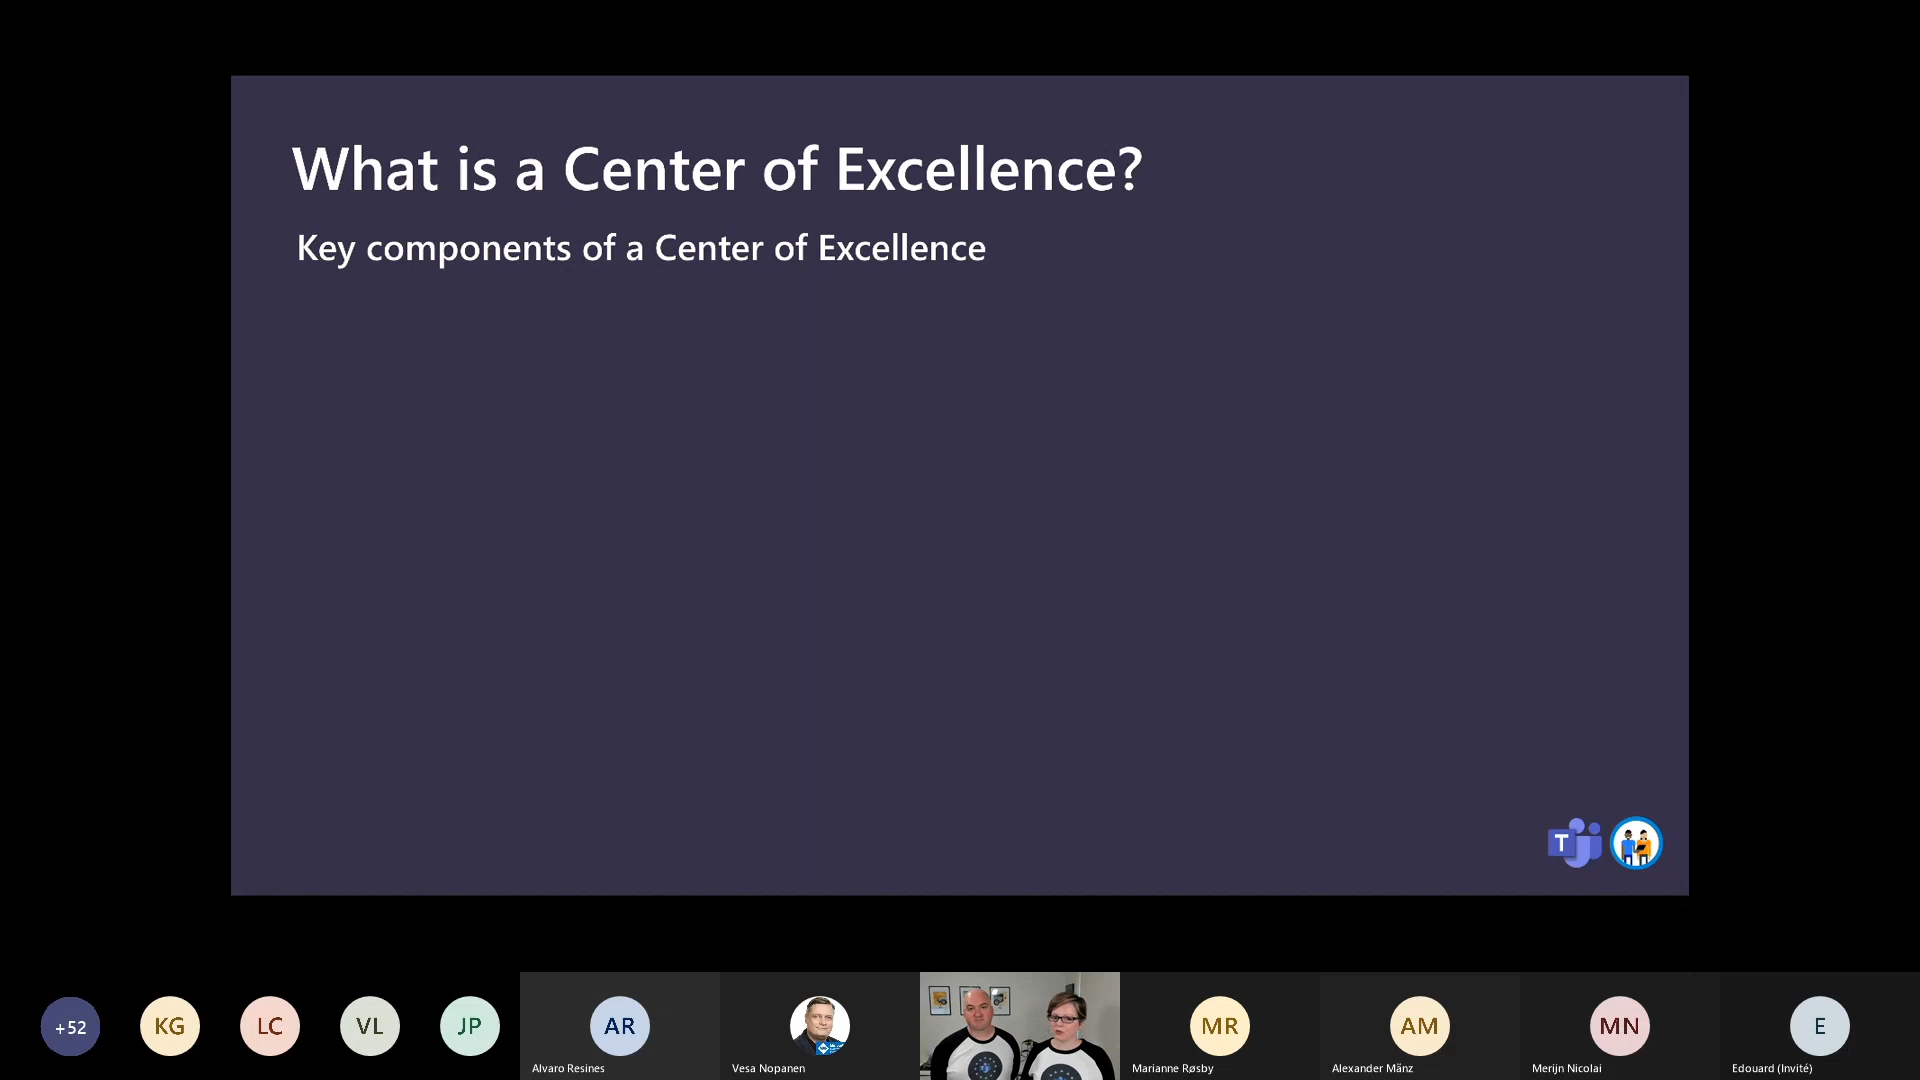 What is a Center of Excellence?
Key components of a Center of Excellence
T
+52
KG
LC
VL
JP
AR
MR
AM
MN
E
Alvaro Resines
Vesa Nopanen
Marianne Røsby
Alexander Mänz
Merijn Nicolai
Edouard (Invité)